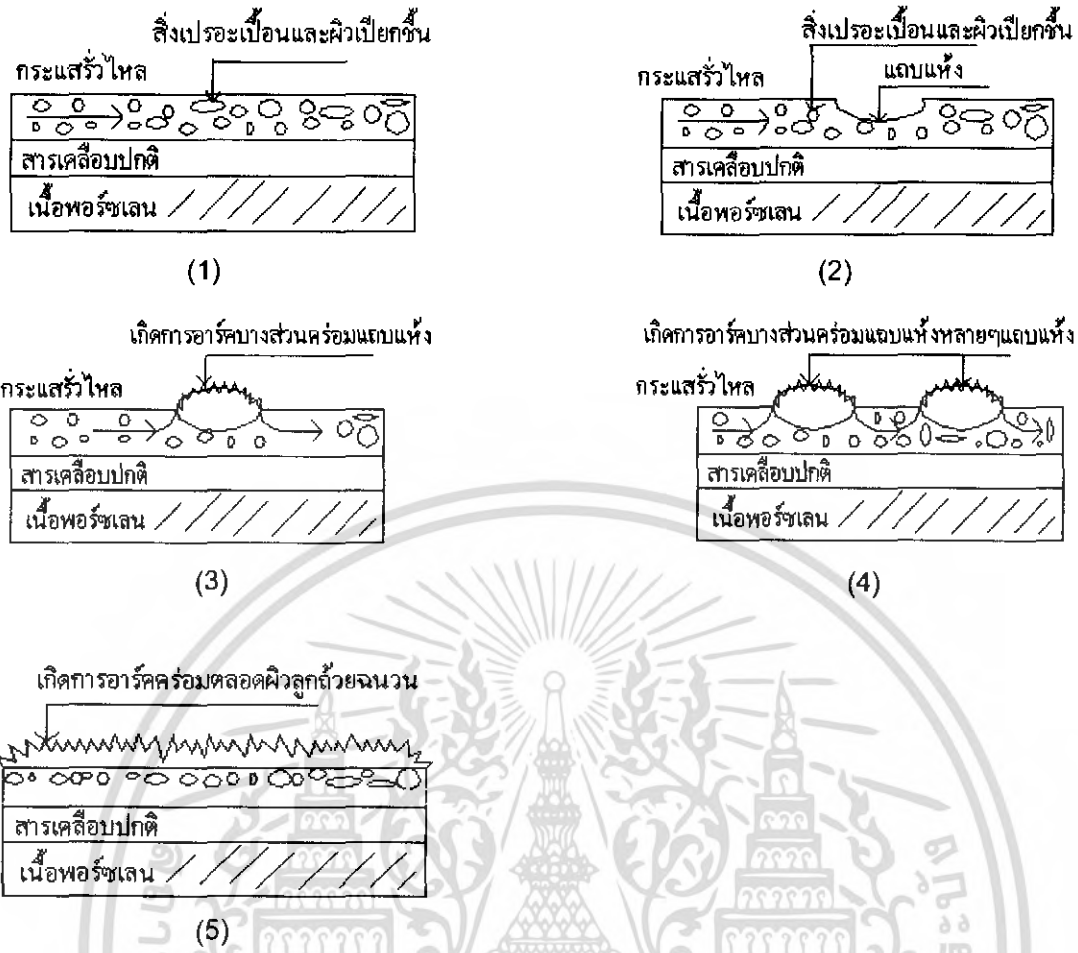 สิ่งเปรอะเปื้อนและผิวเปียกชื้น
กระแสรั่วไหล
สารเคลือบปกติ
เนื้อพอร์ซเลน
(1)
สิ่งเปรอะเปื้อนและผิวเปียกชื้น
กระแสรั่วไหล
แถบแห้ง
สารเคลือบปกติ
เนื้อพอร์ซเลน
(2)
เกิดการอาร์คบางส่วนคร่อมแถบแห้ง
กระแสรั่วไหล
สารเคลือบปกติ
เนื้อพอร์ซเลน
(3)
เกิดการอาร์คบางส่วนคร่อมแถบแห้งหลายๆแถบแห้ง
กระแสรั่วไหล
สารเคลือบปกติ
เนื้อพอร์ซเลน
(4)
เกิดการอาร์คคร่อมตลอดผิวลูกถ้วยฉนวน
สารเคลือบปกติ
เนื้อพอร์ซเลน
(5)